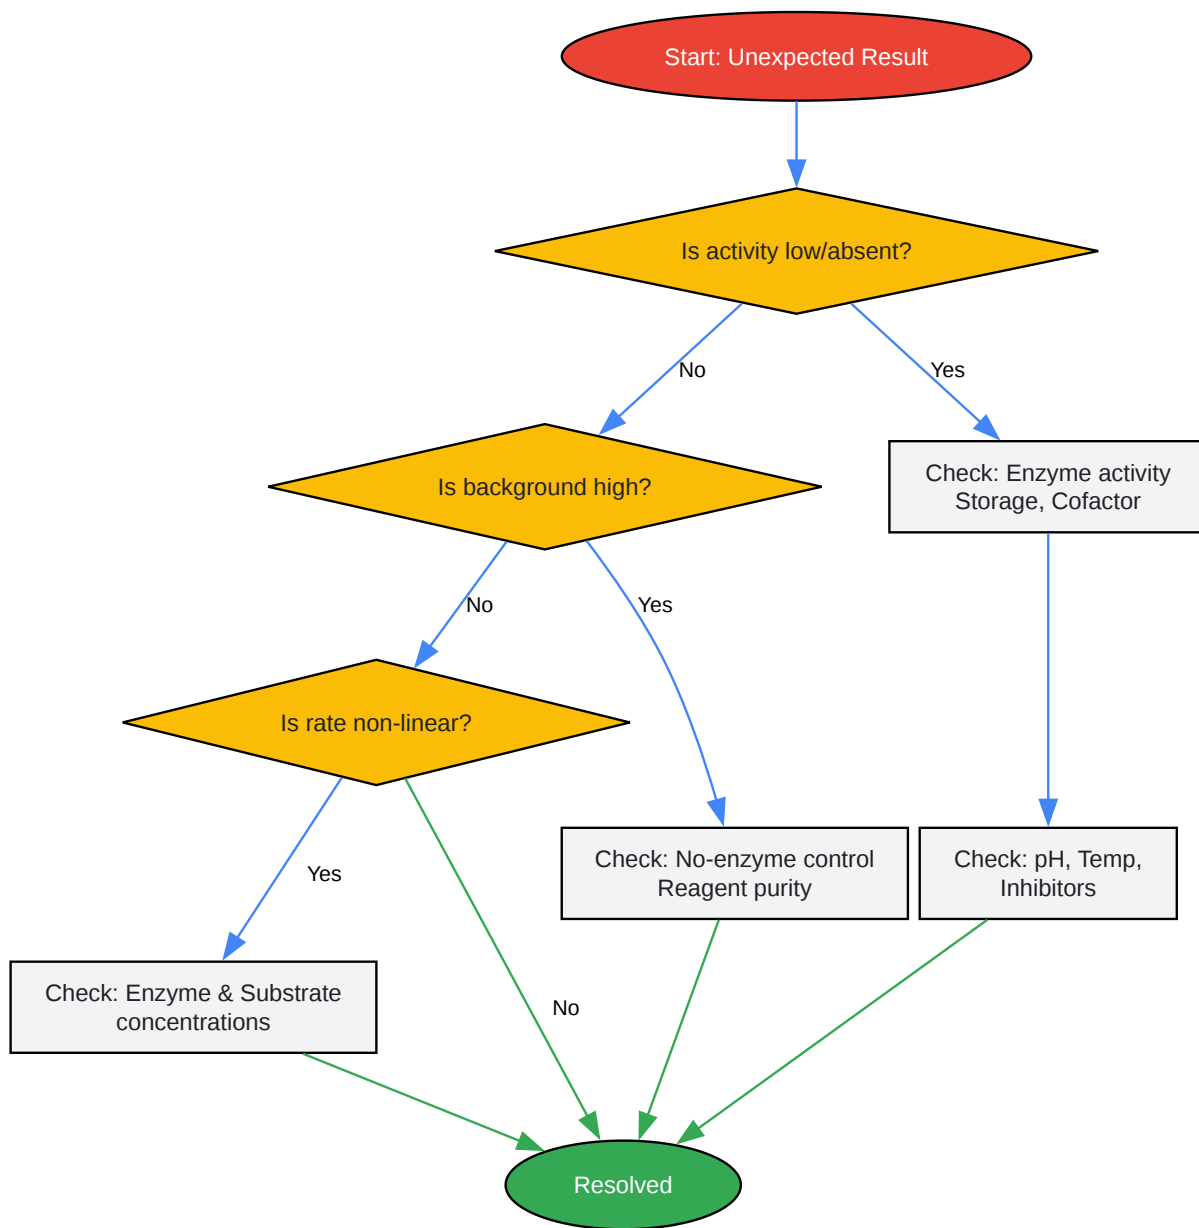 Start: Unexpected Result
Is activity low/absent?
No
Yes
Is background high?
Check: Enzyme activity
Storage, Cofactor
No
Yes
Is rate non-linear?
Yes
Check: No-enzyme control
Reagent purity
Check: pH, Temp,
Inhibitors
Check: Enzyme & Substrate
concentrations
No
Resolved